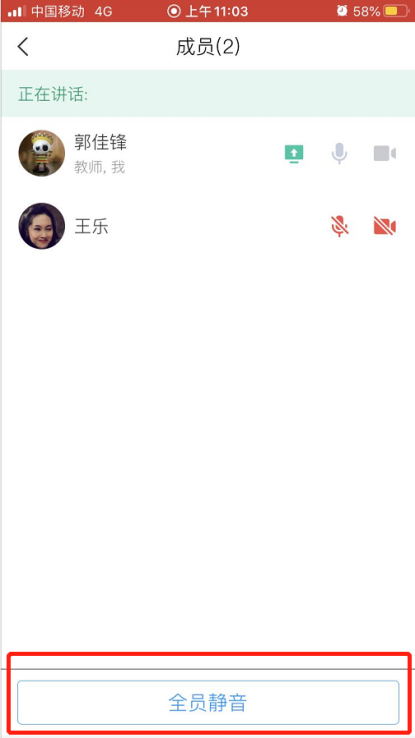 中国移动 4G 上午11:03 58%
成员(2)
正在讲话:
郭佳锋
教师, 我
王乐
全员静音